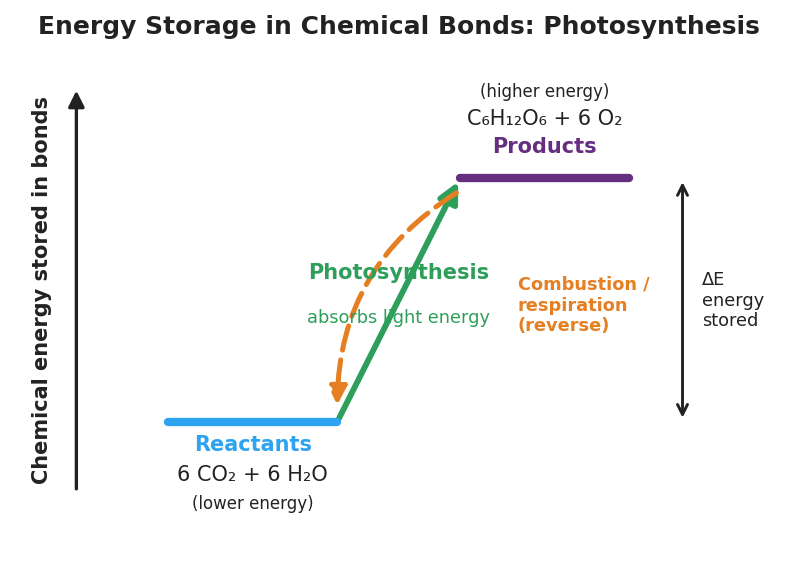 Energy Storage in Chemical Bonds: Photosynthesis
Chemical energy stored in bonds
(higher energy)
C₆H₁₂O₆ + 6 O₂
Products
Photosynthesis
absorbs light energy
Combustion /
respiration
(reverse)
ΔE
energy
stored
Reactants
6 CO₂ + 6 H₂O
(lower energy)